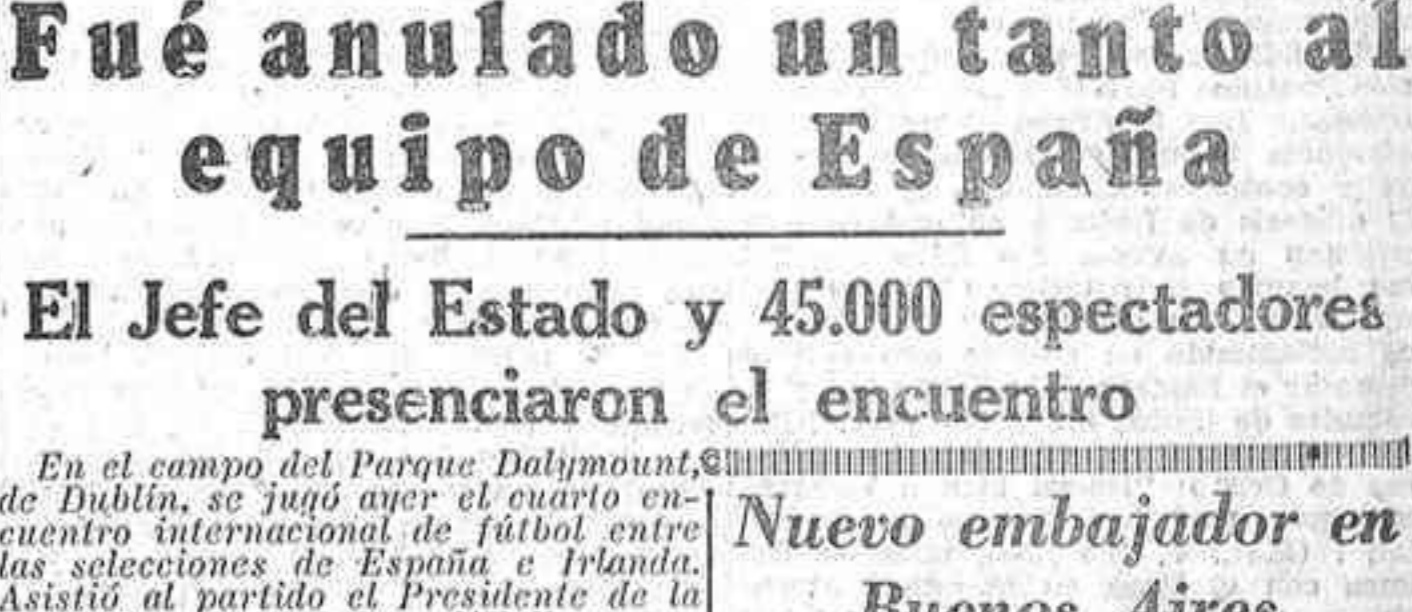 Fué anulado un tanto al
equipo de España
El Jefe del Estado y 45.000 espectadores
presenciaron el encuentro
En el campo del Parque Dalymount,
de Dublín, se jugó ayer el cuarto en-
cuentro internacional de fútbol entre
las selecciones de España e Irlanda.
Asistió al partido el Presidente de la
Nuevo embajador en
Buenos Aires